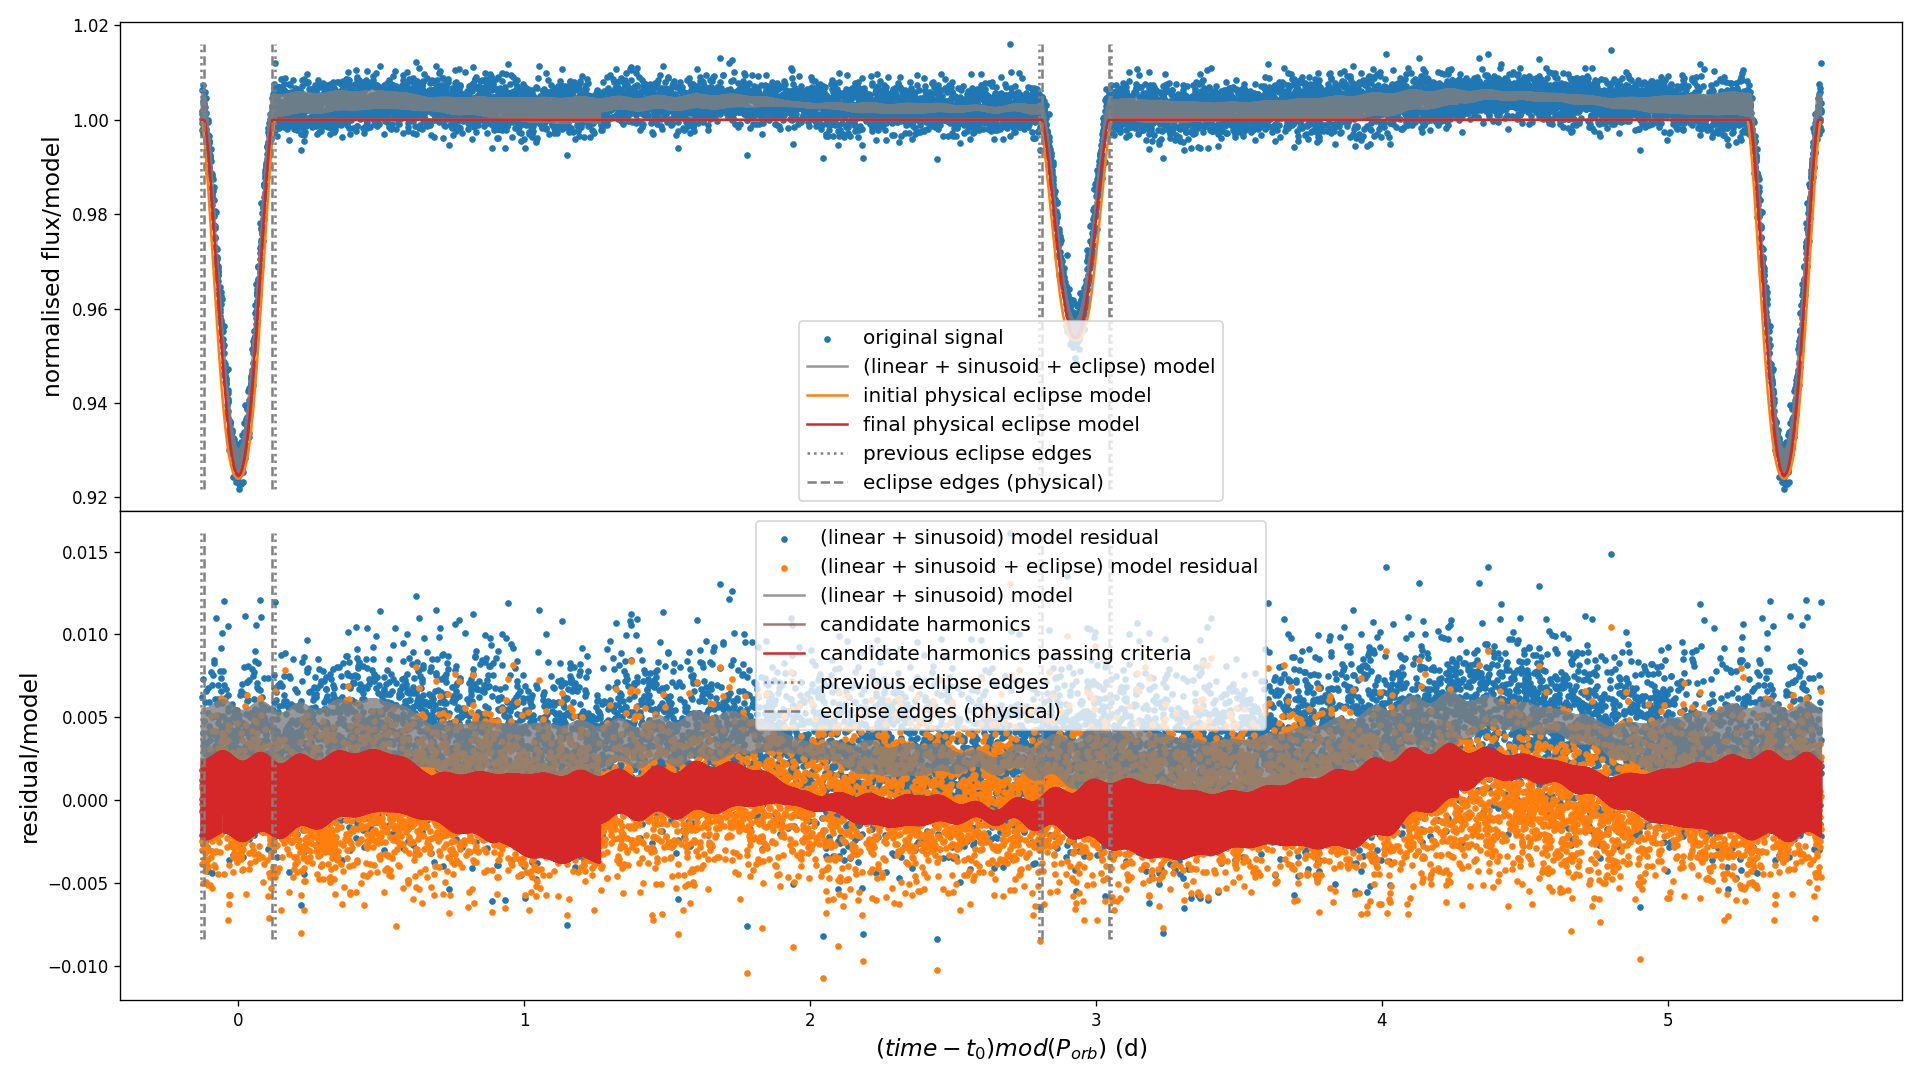 1.02
1.00
0.98
0.96
0.94
0.92
normalised flux/model
original signal
(linear + sinusoid + eclipse) model
initial physical eclipse model
final physical eclipse model
previous eclipse edges
eclipse edges (physical)
0.015
0.010
0.005
0.000
−0.005
−0.010
residual/model
(linear + sinusoid) model residual
(linear + sinusoid + eclipse) model residual
(linear + sinusoid) model
candidate harmonics
candidate harmonics passing criteria
previous eclipse edges
eclipse edges (physical)
0 1 2 3 4 5
(time − t₀)mod(Pₒᵣb) (d)